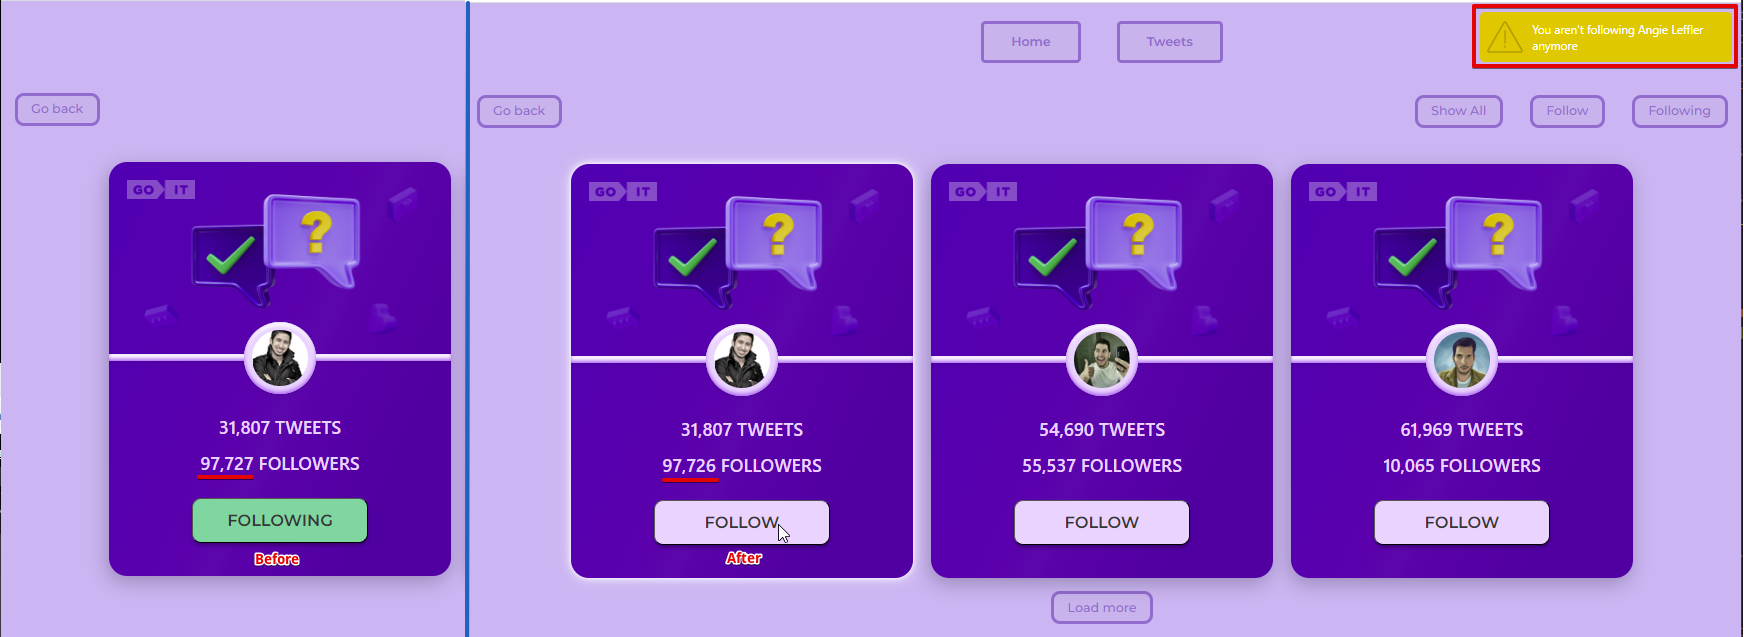 Home
Tweets
You aren't following Angie Leffler
anymore
Go back
Go back
Show All
Follow
Following
GO IT
GO IT
GO IT
GO IT
?
?
?
?
31,807 TWEETS
97,727 FOLLOWERS
FOLLOWING
Before
31,807 TWEETS
97,726 FOLLOWERS
FOLLOW
After
54,690 TWEETS
55,537 FOLLOWERS
FOLLOW
61,969 TWEETS
10,065 FOLLOWERS
FOLLOW
Load more